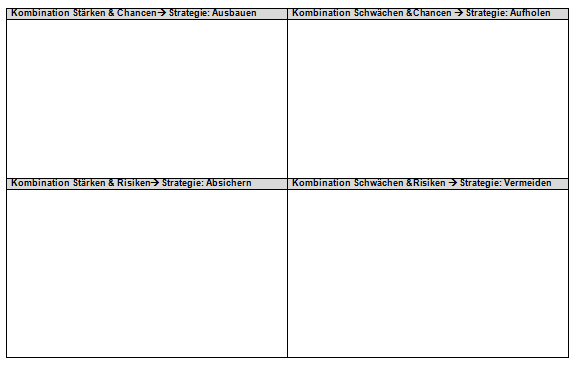 Kombination Stärken & Chancen→ Strategie: Ausbauen
Kombination Schwächen &Chancen → Strategie: Aufholen
Kombination Stärken & Risiken→ Strategie: Absichern
Kombination Schwächen &Risiken → Strategie: Vermeiden